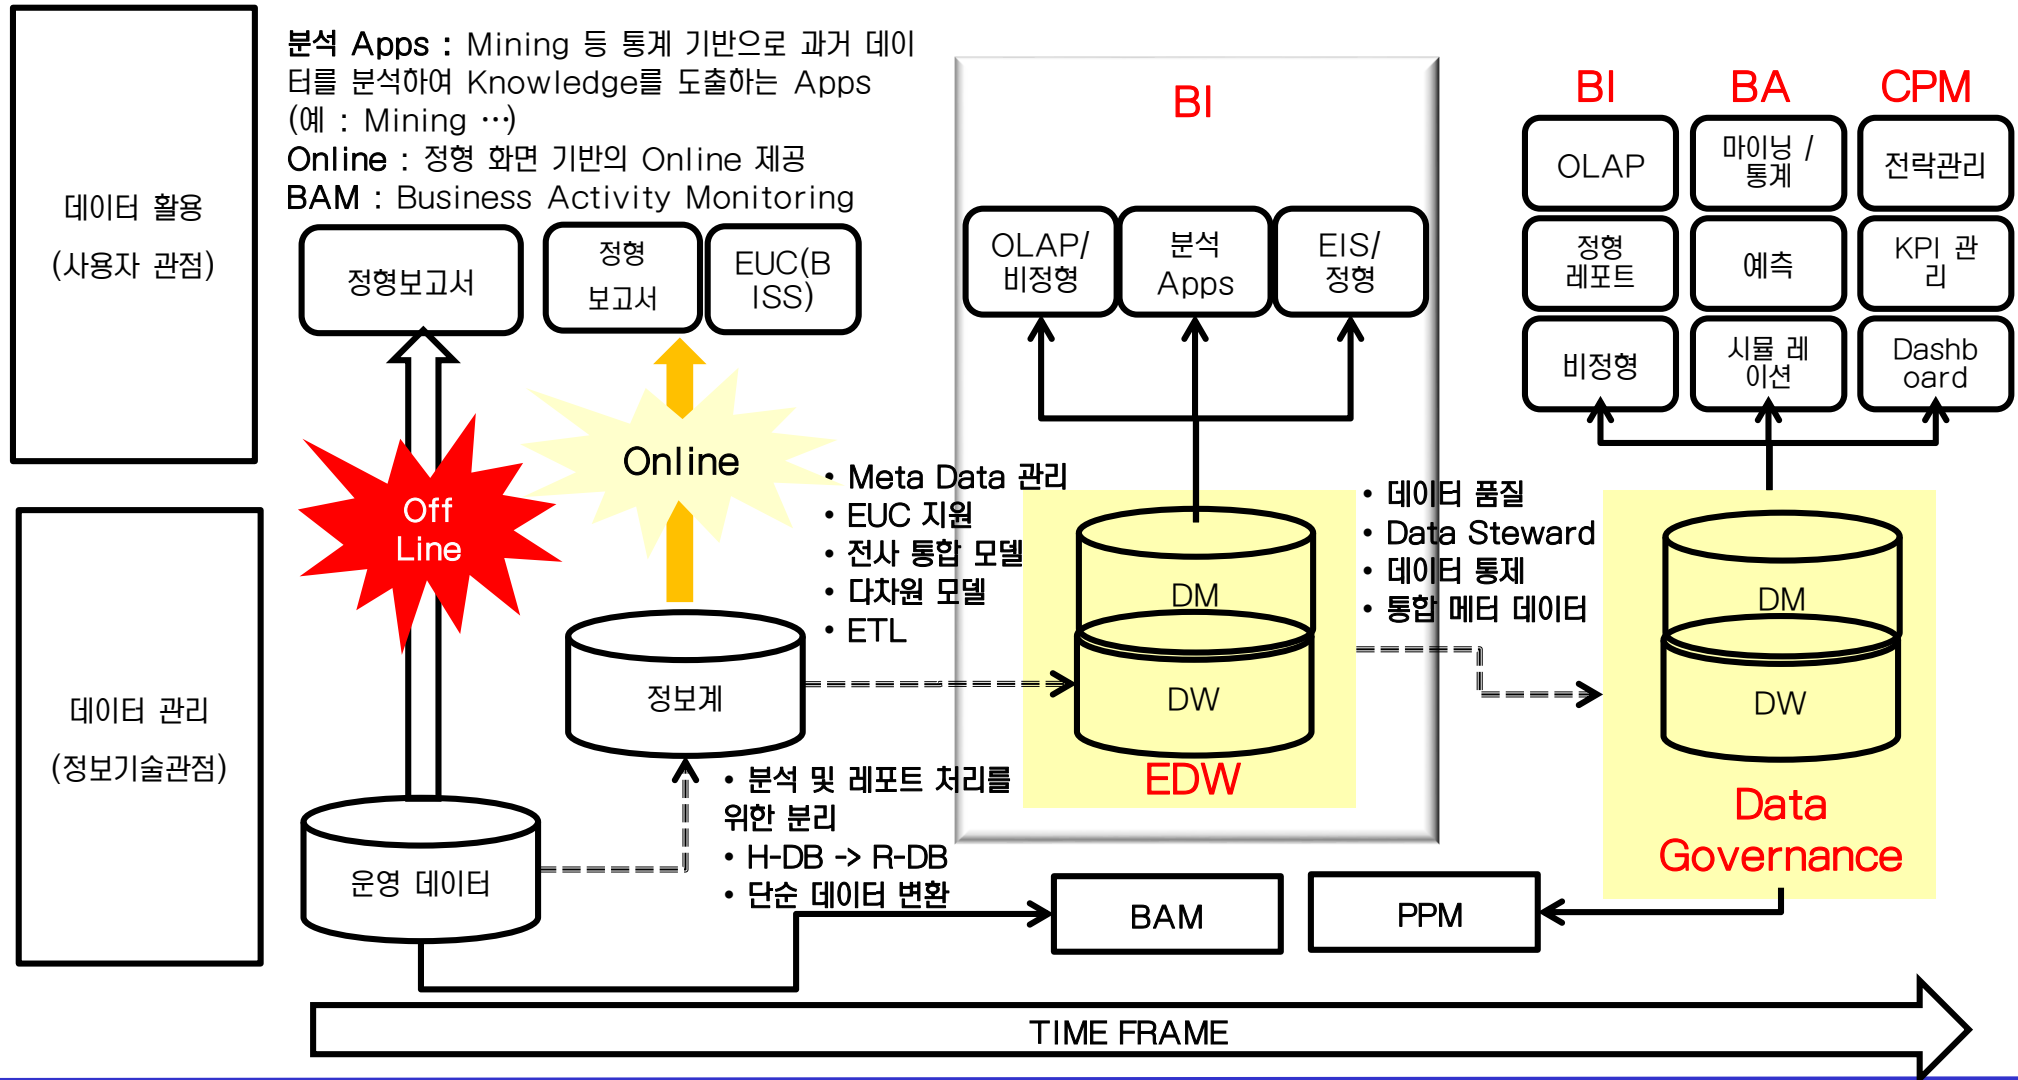 데이터 활용
(사용자 관점)
분석 Apps : Mining 등 통계 기반으로 과거 데이
터를 분석하여 Knowledge를 도출하는 Apps
(예 : Mining …)
Online : 정형 화면 기반의 Online 제공
BAM : Business Activity Monitoring
정형보고서
정형
보고서
EUC(B
ISS)
BI
OLAP/
비정형
분석
Apps
EIS/
정형
BI
BA
CPM
OLAP
마이닝 /
통계
전락관리
정형
레포트
예측
KPI 관
리
비정형
시뮬 레
이션
Dashb
oard
Off
Line
Online
데이터 관리
(정보기술관점)
• Meta Data 관리
• EUC 지원
• 전사 통합 모델
• 다차원 모델
• ETL
• 데이터 품질
• Data Steward
• 데이터 통제
• 통합 메터 데이터
운영 데이터
정보계
• 분석 및 레포트 처리를
위한 분리
• H-DB -> R-DB
• 단순 데이터 변환
DM
DW
EDW
DM
DW
Data
Governance
BAM
PPM
TIME FRAME